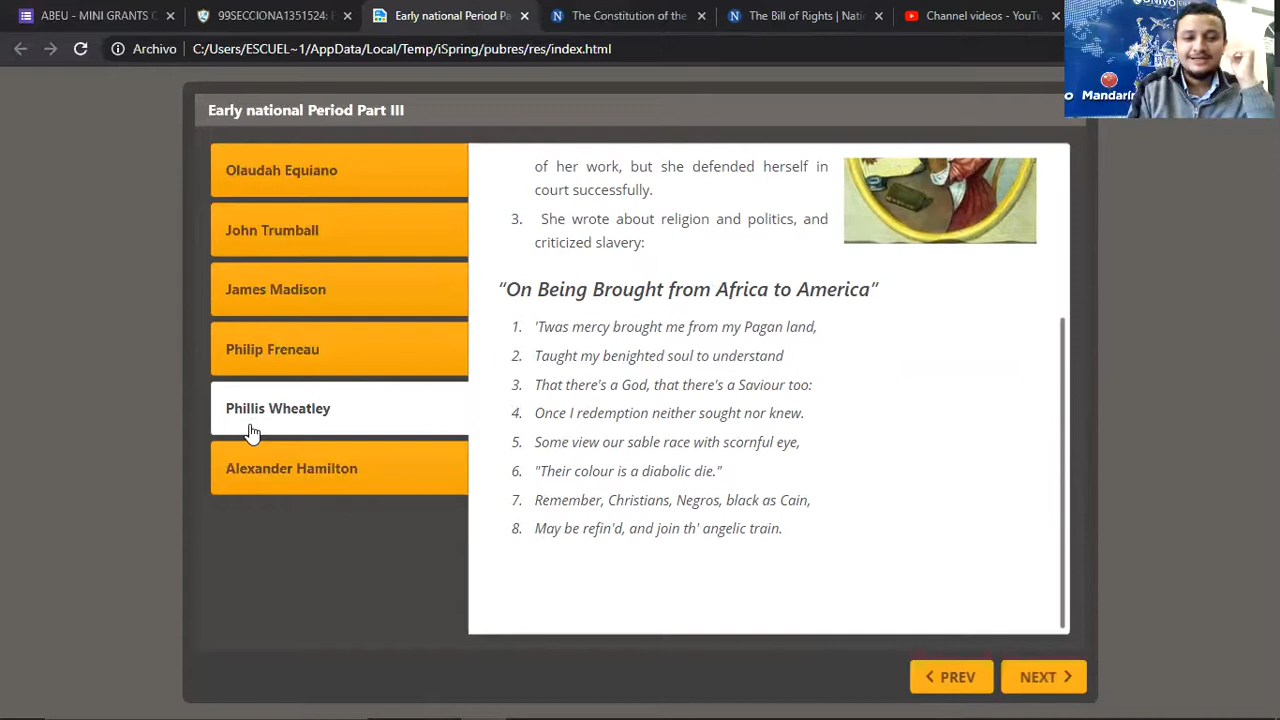 ABEU - MINI GRANTS C
99SECCIONA1351524:
Early national Period Pa
The Constitution of the
The Bill of Rights | Nati
Channel videos - YouT
Archivo
C:/Users/ESCUEL~1/AppData/Local/Temp/iSpring/pubres/res/index.html
UNIVO
o Mandarín
Early national Period Part III
Olaudah Equiano
John Trumball
James Madison
Philip Freneau
Phillis Wheatley
Alexander Hamilton
of her work, but she defended herself in
court successfully.
3. She wrote about religion and politics, and
criticized slavery:
“On Being Brought from Africa to America”
1. 'Twas mercy brought me from my Pagan land,
2. Taught my benighted soul to understand
3. That there's a God, that there's a Saviour too:
4. Once I redemption neither sought nor knew.
5. Some view our sable race with scornful eye,
6. "Their colour is a diabolic die."
7. Remember, Christians, Negros, black as Cain,
8. May be refin'd, and join th' angelic train.
PREV
NEXT